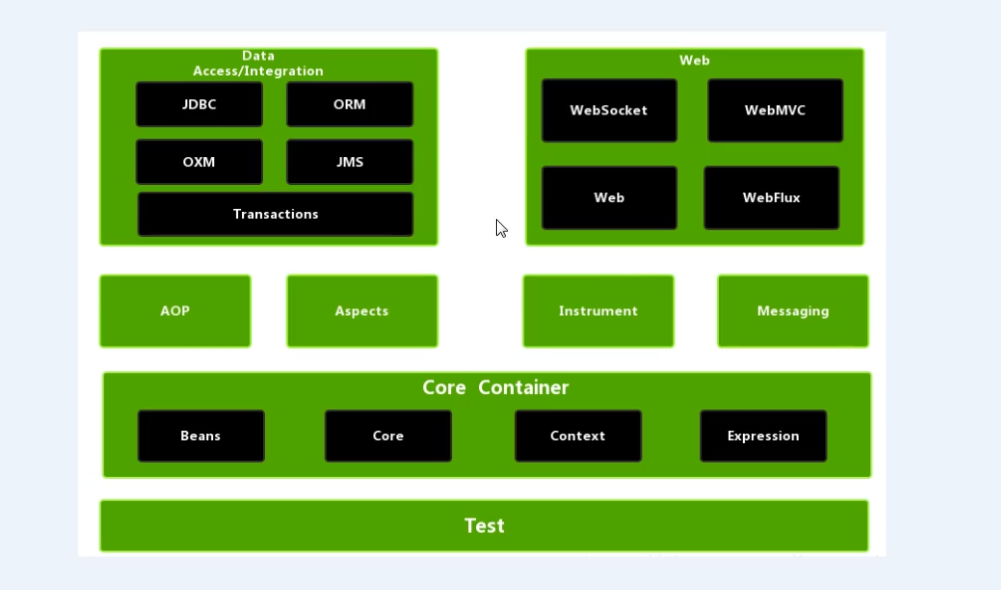 Data
Access/Integration
JDBC
ORM
OXM
JMS
Transactions
Web
WebSocket
WebMVC
Web
WebFlux
AOP
Aspects
Instrument
Messaging
Core Container
Beans
Core
Context
Expression
Test